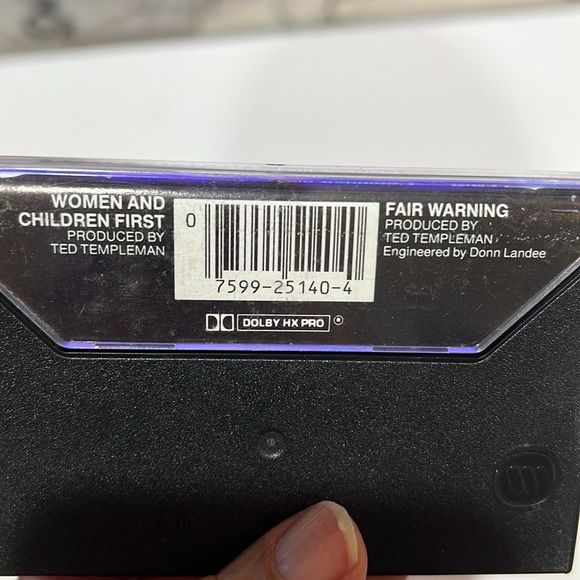 WOMEN AND
CHILDREN FIRST
PRODUCED BY
TED TEMPLEMAN
0
7599-25140-4
FAIR WARNING
PRODUCED BY
TED TEMPLEMAN
Engineered by Donn Landee
DOLBY HX PRO ®